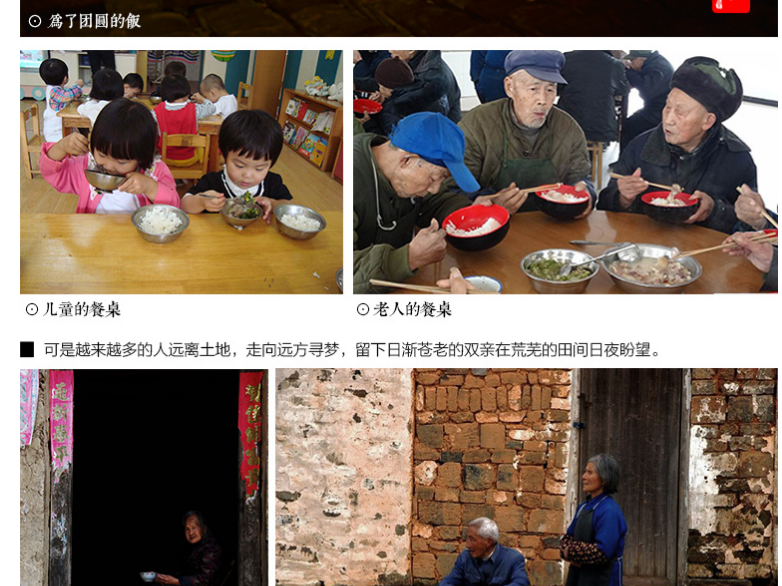 ⊙ 為了团圓的飯
⊙ 儿童的餐桌
⊙ 老人的餐桌
■ 可是越来越多的人远离土地，走向远方寻梦，留下日渐苍老的双亲在荒芜的田间日夜盼望。